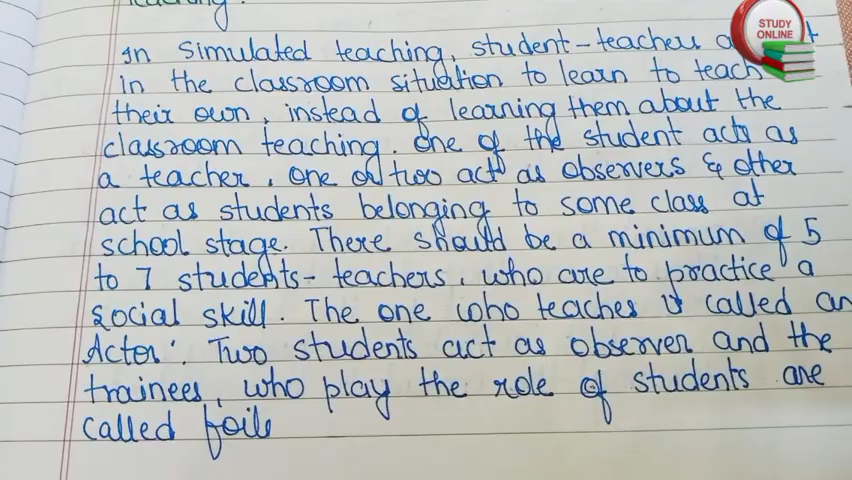 teaching.
STUDY
ONLINE
In simulated teaching, student-teachers
in the classroom situation to learn to teach
their own, instead of learning them about the
classroom teaching. One of the student acts as
a teacher, one or two act as observers & other
act as students belonging to some class at
school stage. There should be a minimum of 5
to 7 students-teachers, who are to practice a
social skill. The one who teaches is called an
Actor'. Two students act as observer and the
trainees, who play the role of students are
called foils